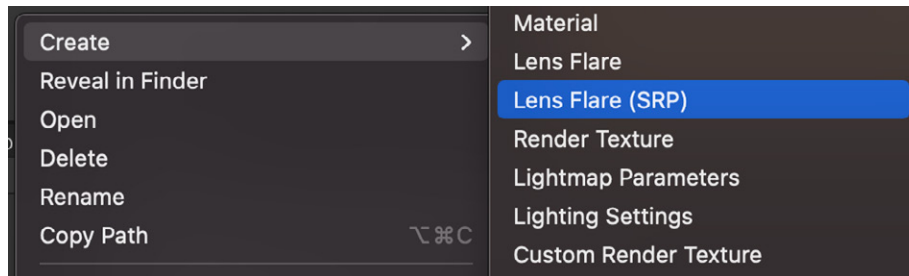 Create >
Reveal in Finder
Open
Delete
Rename
Copy Path ⌥⌘C
Material
Lens Flare
Lens Flare (SRP)
Render Texture
Lightmap Parameters
Lighting Settings
Custom Render Texture